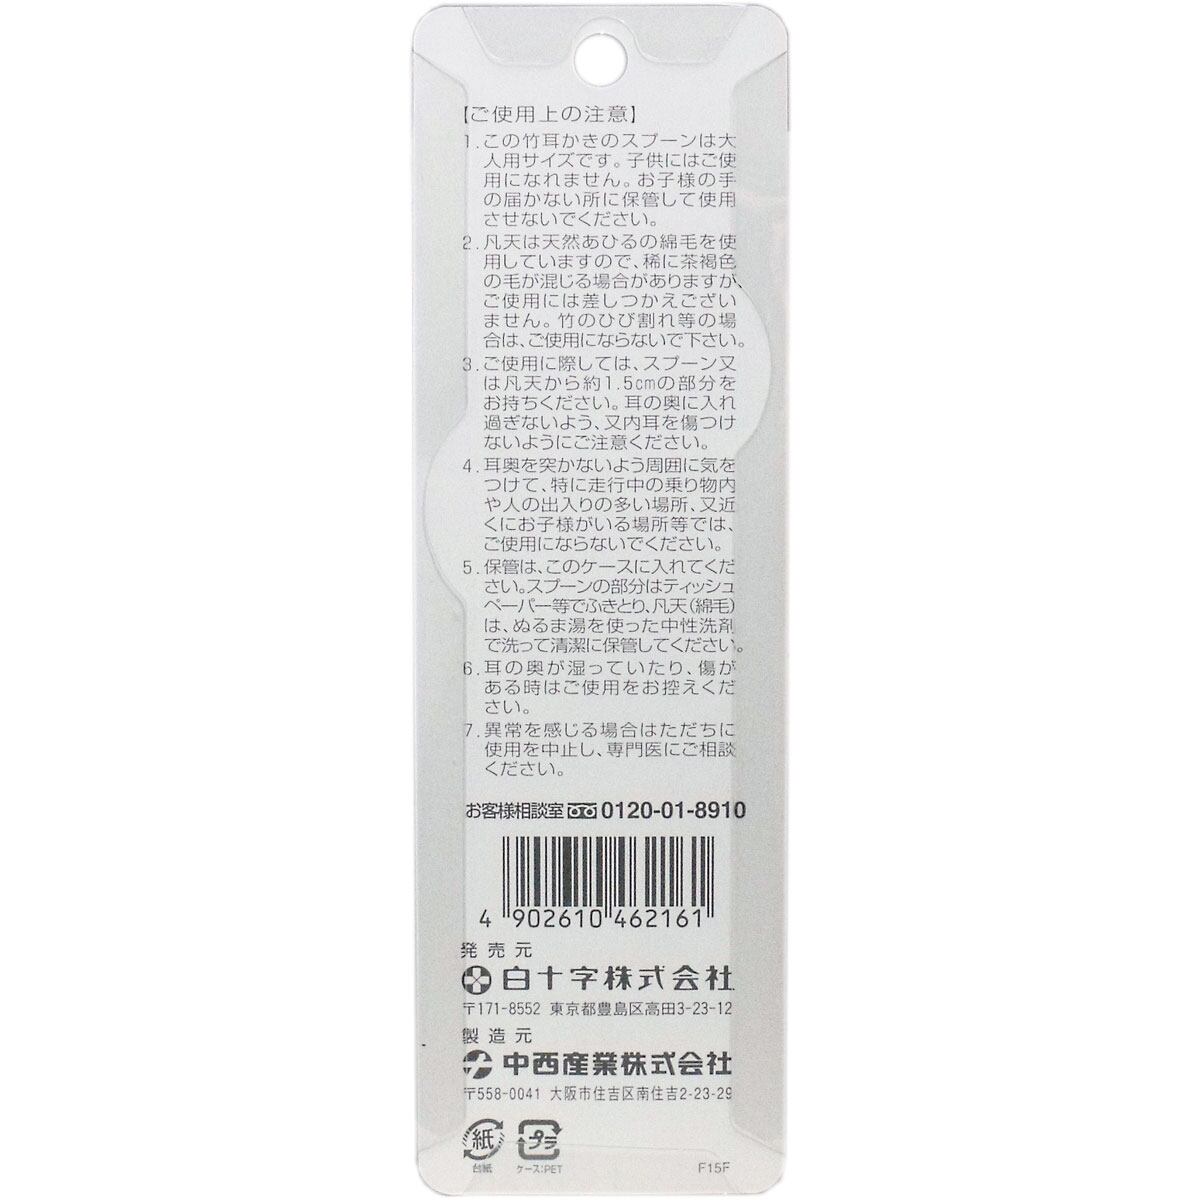 【ご使用上の注意】
1.この竹耳かきのスプーンは大
人用サイズです。子供にはご使
用になれません。お子様の手
の届かない所に保管して使用
させないでください。
2.凡天は天然あひるの綿毛を使
用していますので、稀に茶褐色
の毛が混じる場合がありますが、
ご使用には差しつかえござい
ません。竹のひび割れ等の場
合は、ご使用にならないで下さい。
3.ご使用に際しては、スプーン又
は凡天から約1.5cmの部分を
お持ちください。耳の奥に入れ
過ぎないよう、又内耳を傷つけ
ないようにご注意ください。
4.耳奥を突かないよう周囲に気を
つけて、特に走行中の乗り物内
や人の出入りの多い場所、又近
くにお子様がいる場所等では、
ご使用にならないでください。
5.保管は、このケースに入れてくだ
さい。スプーンの部分はティッシュ
ペーパー等でふきとり、凡天(綿毛)
は、ぬるま湯を使った中性洗剤
で洗って清潔に保管してください。
6.耳の奥が湿っていたり、傷が
ある時はご使用をお控えくだ
さい。
7.異常を感じる場合はただちに
使用を中止し、専門医にご相談
ください。
お客様相談室 0120-01-8910
4 902610 462161
発売元
白十字株式会社
〒171-8552 東京都豊島区高田3-23-12
製造元
中西産業株式会社
〒558-0041 大阪市住吉区南住吉2-23-29
紙 プラ
台紙 ケース:PET F15F